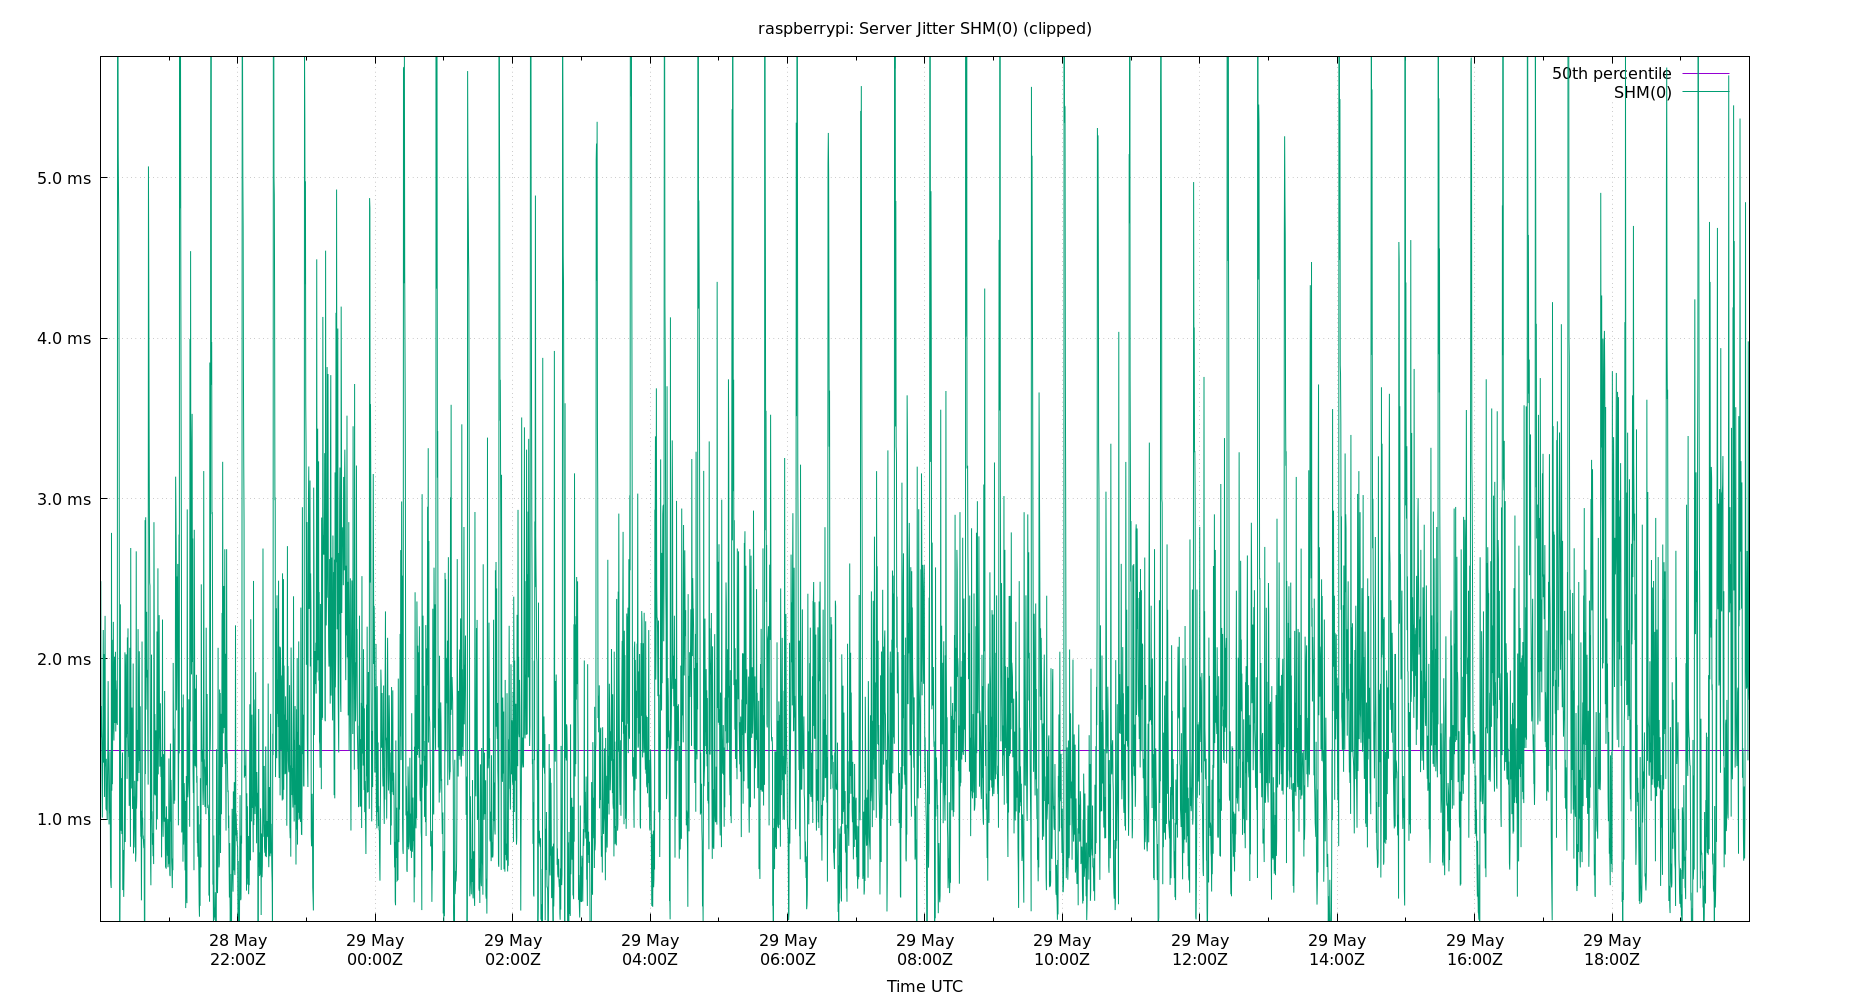 raspberrypi: Server Jitter SHM(0) (clipped)
50th percentile
SHM(0)
5.0 ms
4.0 ms
3.0 ms
2.0 ms
1.0 ms
28 May 29 May 29 May 29 May 29 May 29 May 29 May 29 May 29 May 29 May 29 May
22:00Z 00:00Z 02:00Z 04:00Z 06:00Z 08:00Z 10:00Z 12:00Z 14:00Z 16:00Z 18:00Z
Time UTC